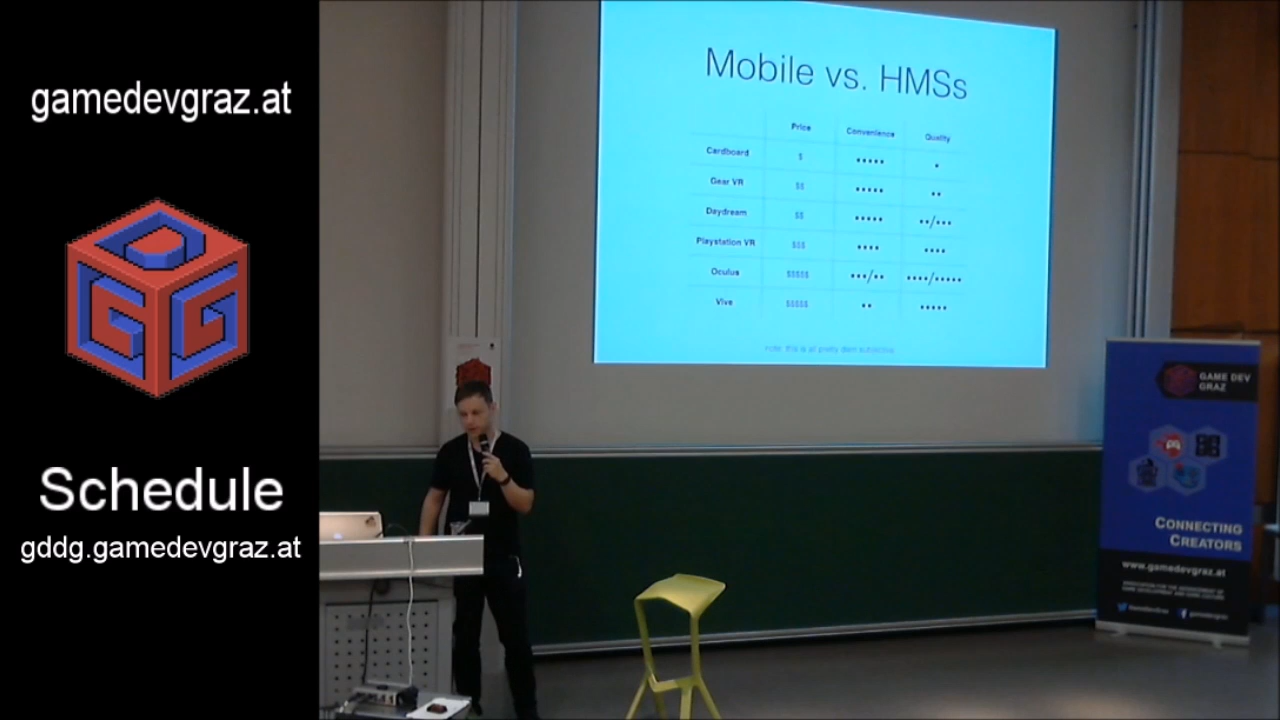 gamedevgraz.at
Schedule
gddg.gamedevgraz.at
Mobile vs. HMSs
Price Convenience Quality
Cardboard $ ••••• •
Gear VR $$ ••••• ••
Daydream $$ ••••• ••/•••
Playstation VR $$$ •••• ••••
Oculus $$$$$ •••/•• ••••/•••••
Vive $$$$$ •• •••••
GAME DEV
GRAZ
CONNECTING
CREATORS
www.gamedevgraz.at